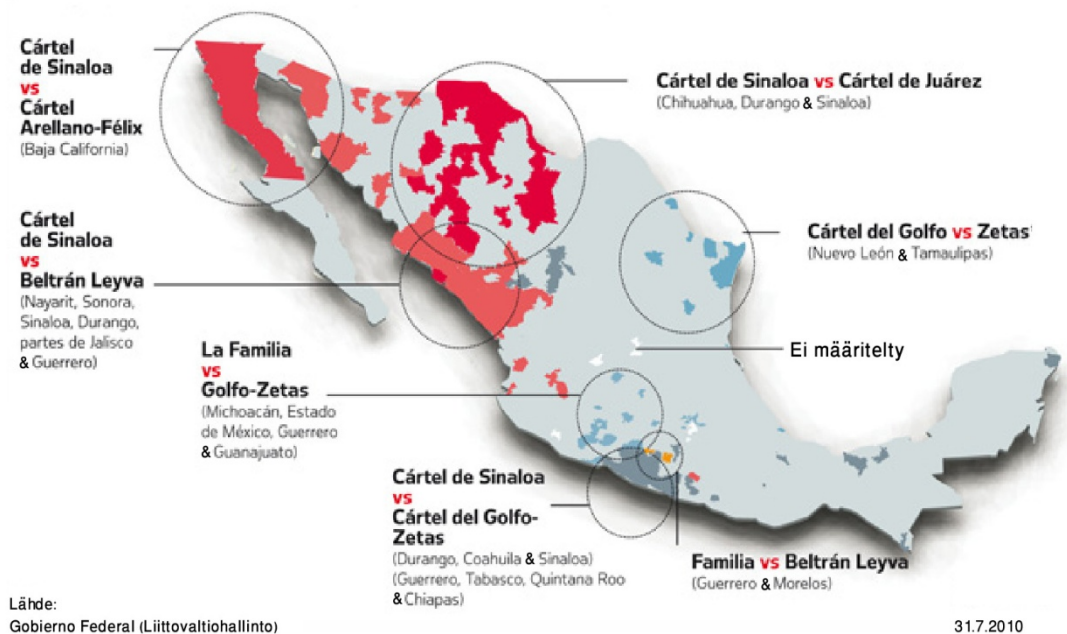 Cártel
de Sinaloa
vs
Cártel
Arellano-Félix
(Baja California)
Cártel de Sinaloa vs Cártel de Juárez
(Chihuahua, Durango & Sinaloa)
Cártel
de Sinaloa
vs
Beltrán Leyva
(Nayarit, Sonora,
Sinaloa, Durango,
partes de Jalisco
& Guerrero)
Cártel del Golfo vs Zetas
(Nuevo León & Tamaulipas)
La Familia
vs
Golfo-Zetas
(Michoacán, Estado
de México, Guerrero
& Guanajuato)
Ei määritelty
Cártel de Sinaloa
vs
Cártel del Golfo-
Zetas
(Durango, Coahuila & Sinaloa)
(Guerrero, Tabasco, Quintana Roo
& Chiapas)
Familia vs Beltrán Leyva
(Guerrero & Morelos)
Lähde:
Gobierno Federal (Liittovaltiohallinto)
31.7.2010